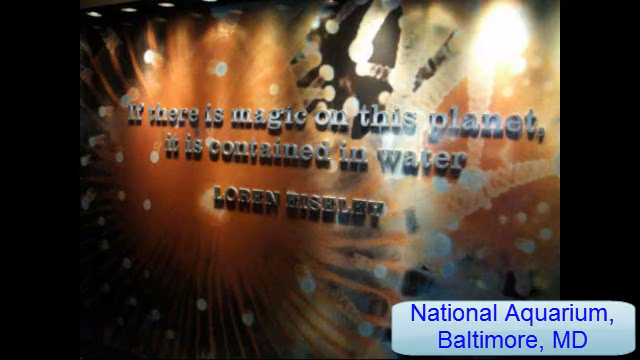 If there is magic on this planet,
it is contained in water
LOREN EISELEY
National Aquarium,
Baltimore, MD